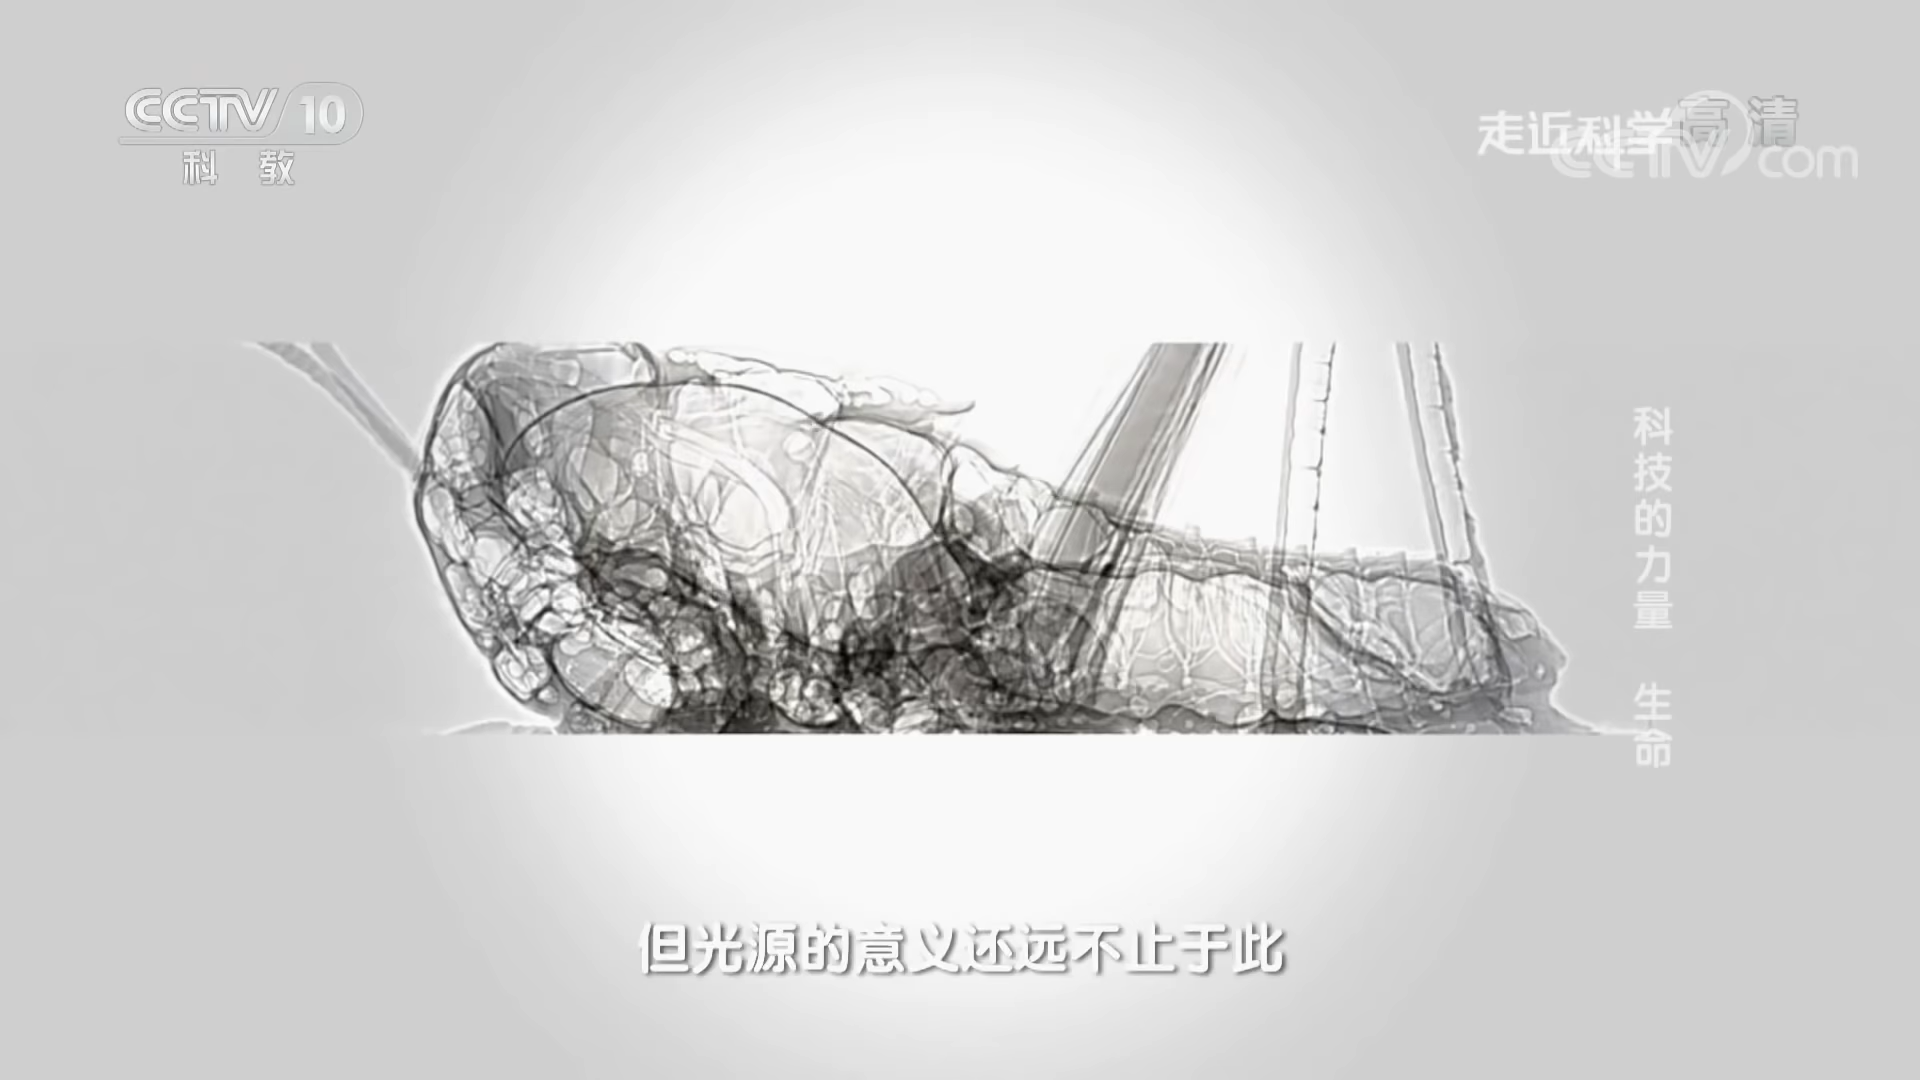 CCTV 10
科教
走近科学
高清
CCTV.com
科技的力量 生命
但光源的意义还远不止于此